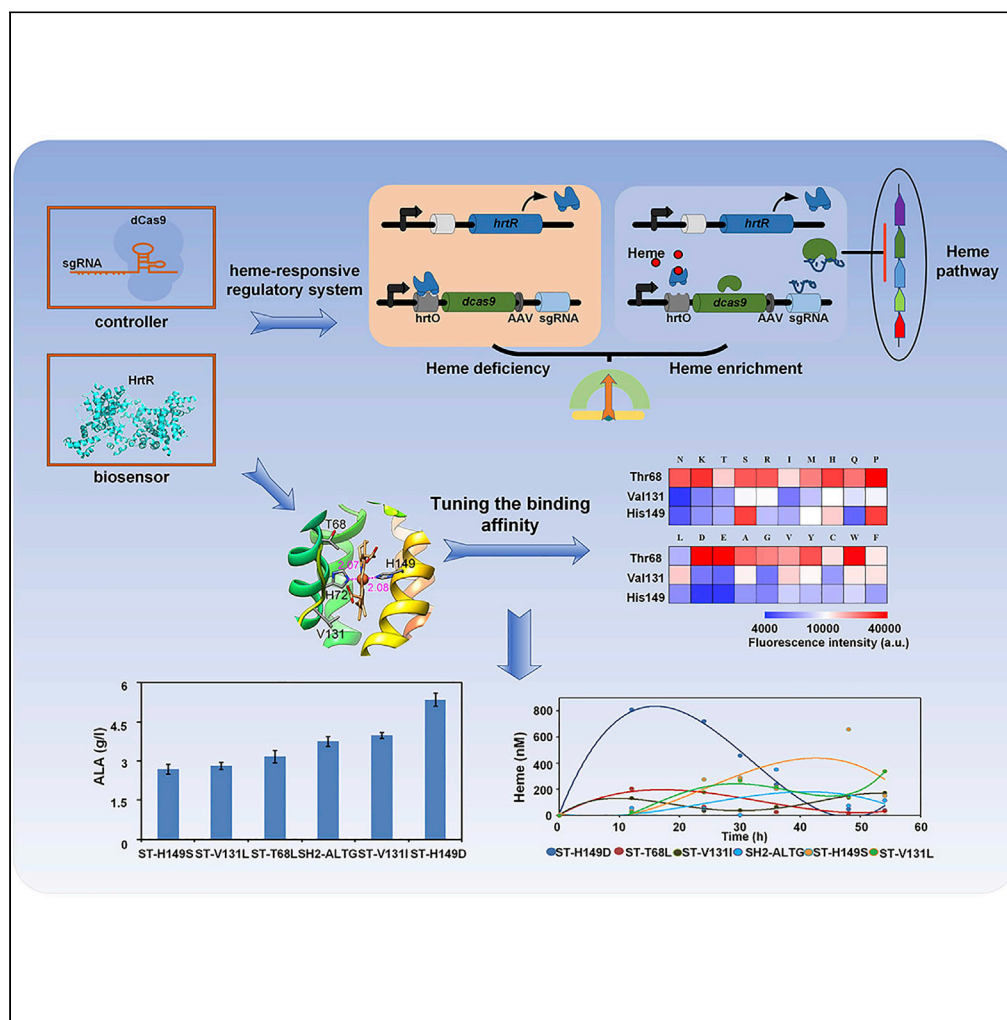 dCas9
sgRNA
controller
HrtR
biosensor
heme-responsive
regulatory system
hrtR
hrtO
dcas9
AAV
sgRNA
Heme deficiency
hrtR
Heme
hrtO
dcas9
AAV
sgRNA
Heme enrichment
Heme
pathway
T68
2.07
H149
H72
2.08
V131
Tuning the binding
affinity
N K T S R I M H Q P
Thr68
Val131
His149
L D E A G V Y C W F
Thr68
Val131
His149
4000 10000 40000
Fluorescence intensity (a.u.)
ALA (g/l)
6
4.5
3
1.5
0
ST-H149S ST-V131L ST-T68L SH2-ALTG ST-V131I ST-H149D
Heme (nM)
800
600
400
200
0
0 10 20 30 40 50 60
Time (h)
ST-H149D ST-T68L ST-V131I SH2-ALTG ST-H149S ST-V131L